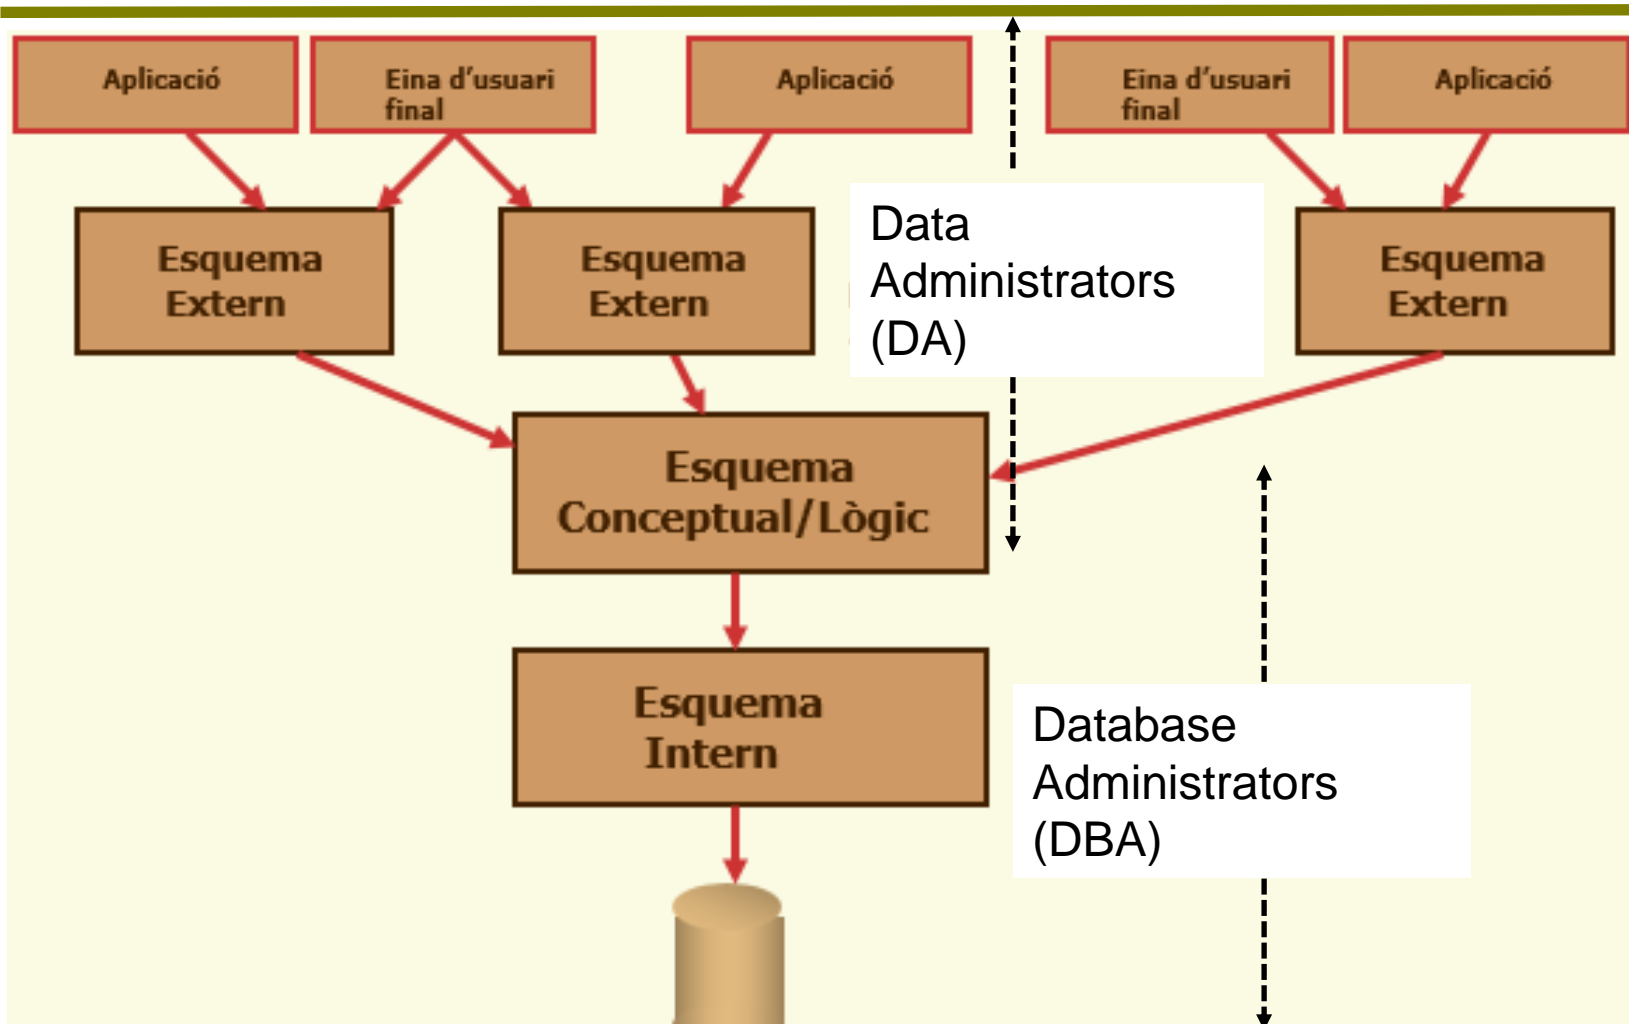 Aplicació
Eina d'usuari
final
Aplicació
Eina d'usuari
final
Aplicació
Esquema
Extern
Esquema
Extern
Data
Administrators
(DA)
Esquema
Extern
Esquema
Conceptual/Lògic
Esquema
Intern
Database
Administrators
(DBA)